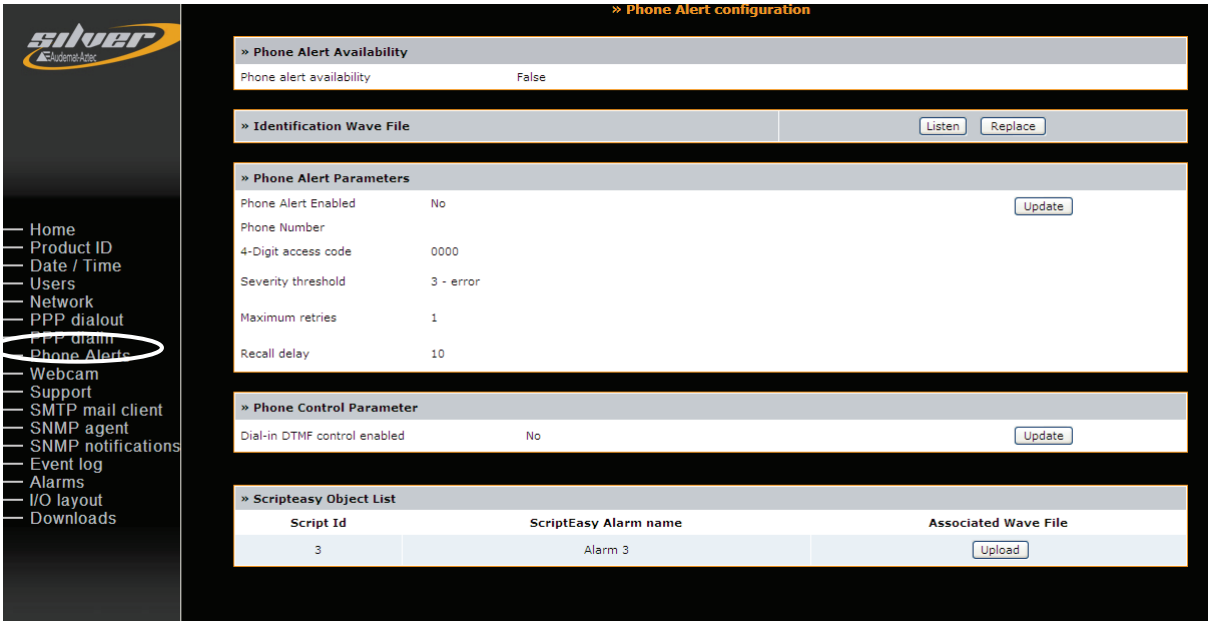 silver
Audemat-Aztec
Home
Product ID
Date / Time
Users
Network
PPP dialout
PPP dialin
Phone Alerts
Webcam
Support
SMTP mail client
SNMP agent
SNMP notifications
Event log
Alarms
I/O layout
Downloads
» Phone Alert configuration
» Phone Alert Availability
Phone alert availability False
» Identification Wave File Listen Replace
» Phone Alert Parameters
Phone Alert Enabled No Update
Phone Number
4-Digit access code 0000
Severity threshold 3 - error
Maximum retries 1
Recall delay 10
» Phone Control Parameter
Dial-in DTMF control enabled No Update
» Scripteasy Object List
Script Id ScriptEasy Alarm name Associated Wave File
3 Alarm 3 Upload